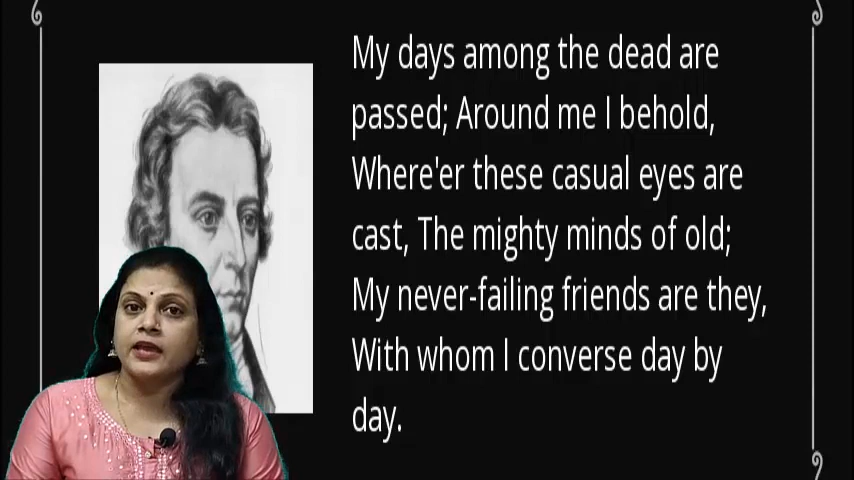 My days among the dead are
passed; Around me I behold,
Where'er these casual eyes are
cast, The mighty minds of old;
My never-failing friends are they,
With whom I converse day by
day.